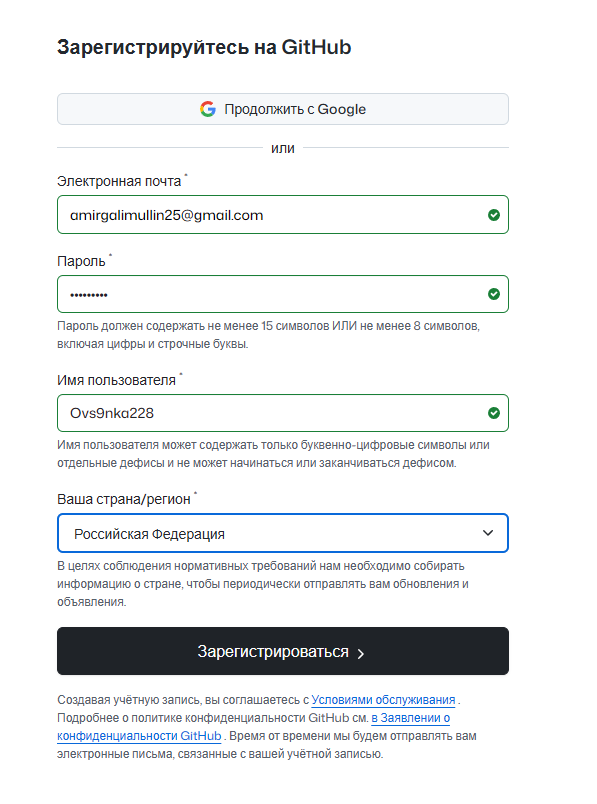 Зарегистрируйтесь на GitHub
Продолжить с Google
или
Электронная почта *
amirgalimullin25@gmail.com
Пароль *
•••••••••
Пароль должен содержать не менее 15 символов ИЛИ не менее 8 символов,
включая цифры и строчные буквы.
Имя пользователя *
Ovs9nka228
Имя пользователя может содержать только буквенно-цифровые символы или
отдельные дефисы и не может начинаться или заканчиваться дефисом.
Ваша страна/регион *
Российская Федерация
В целях соблюдения нормативных требований нам необходимо собирать
информацию о стране, чтобы периодически отправлять вам обновления и
объявления.
Зарегистрироваться
Создавая учётную запись, вы соглашаетесь с Условиями обслуживания .
Подробнее о политике конфиденциальности GitHub см. в Заявлении о
конфиденциальности GitHub . Время от времени мы будем отправлять вам
электронные письма, связанные с вашей учётной записью.